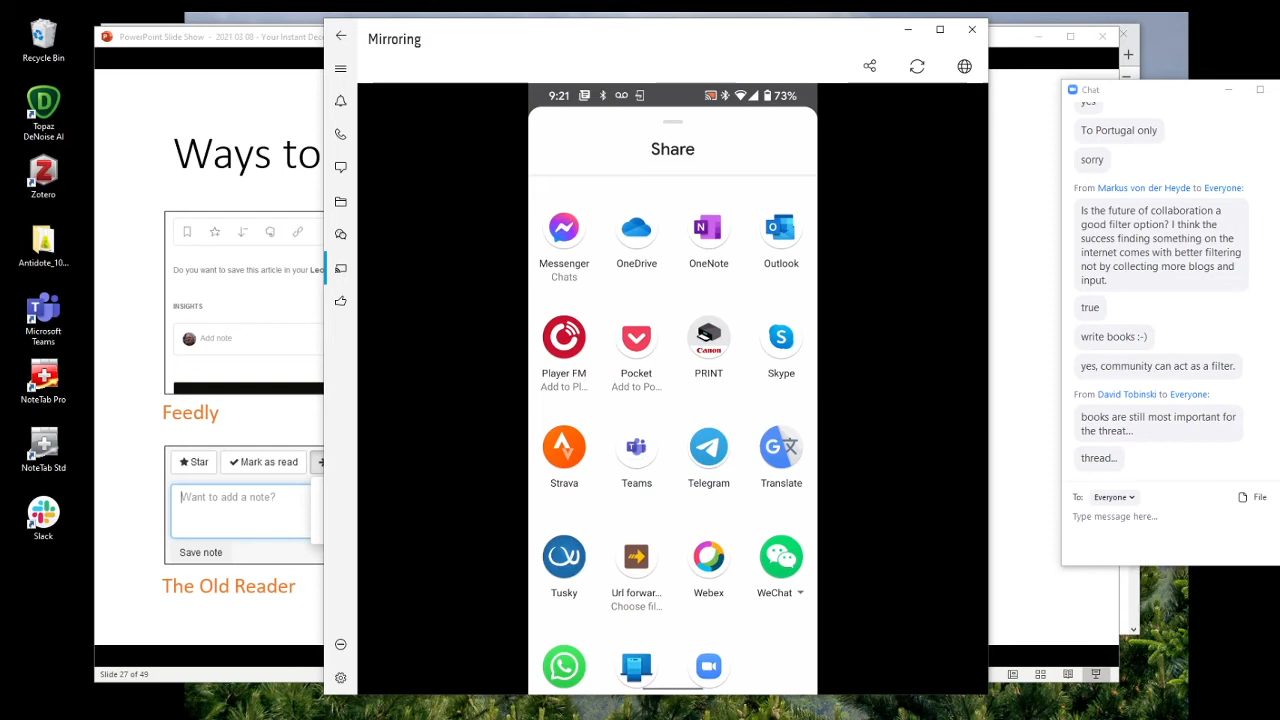 Recycle Bin
Topaz
DeNoise AI
Zotero
Antidote_10...
Microsoft
Teams
NoteTab Pro
NoteTab Std
Slack
PowerPoint Slide Show - 2021 03 08 - Your Instant Dec
Ways to
Do you want to save this article in your Leo
INSIGHTS
Add note
Feedly
Star
Mark as read
Want to add a note?
Save note
The Old Reader
Slide 27 of 49
Mirroring
9:21
73%
Share
Messenger
Chats
OneDrive
OneNote
Outlook
Player FM
Add to Pl...
Pocket
Add to Po...
Canon
PRINT
Skype
Strava
Teams
Telegram
Translate
Tusky
Url forwar...
Choose fil...
Webex
WeChat
Chat
yes
To Portugal only
sorry
From Markus von der Heyde to Everyone:
Is the future of collaboration a
good filter option? I think the
success finding something on the
internet comes with better filtering
not by collecting more blogs and
input.
true
write books :-)
yes, community can act as a filter.
From David Tobinski to Everyone:
books are still most important for
the threat...
thread...
To: Everyone
File
Type message here...